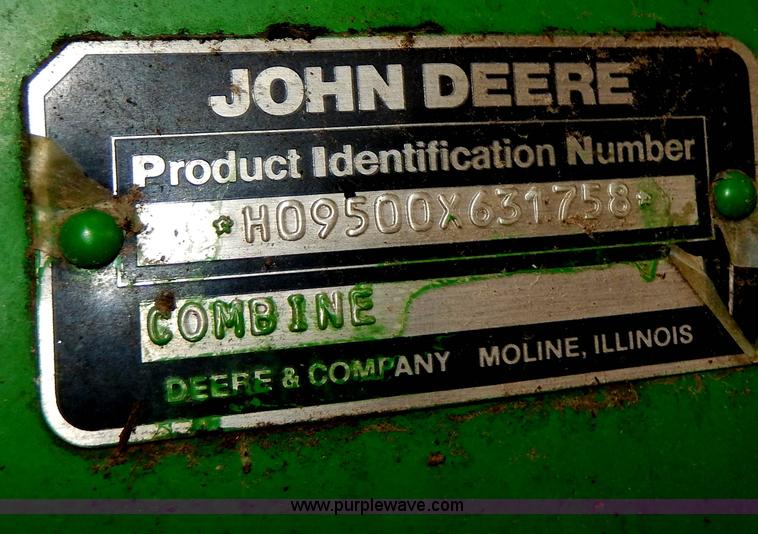 JOHN DEERE
Product Identification Number
*H09500X631758*
COMBINE
DEERE & COMPANY MOLINE, ILLINOIS
www.purplewave.com